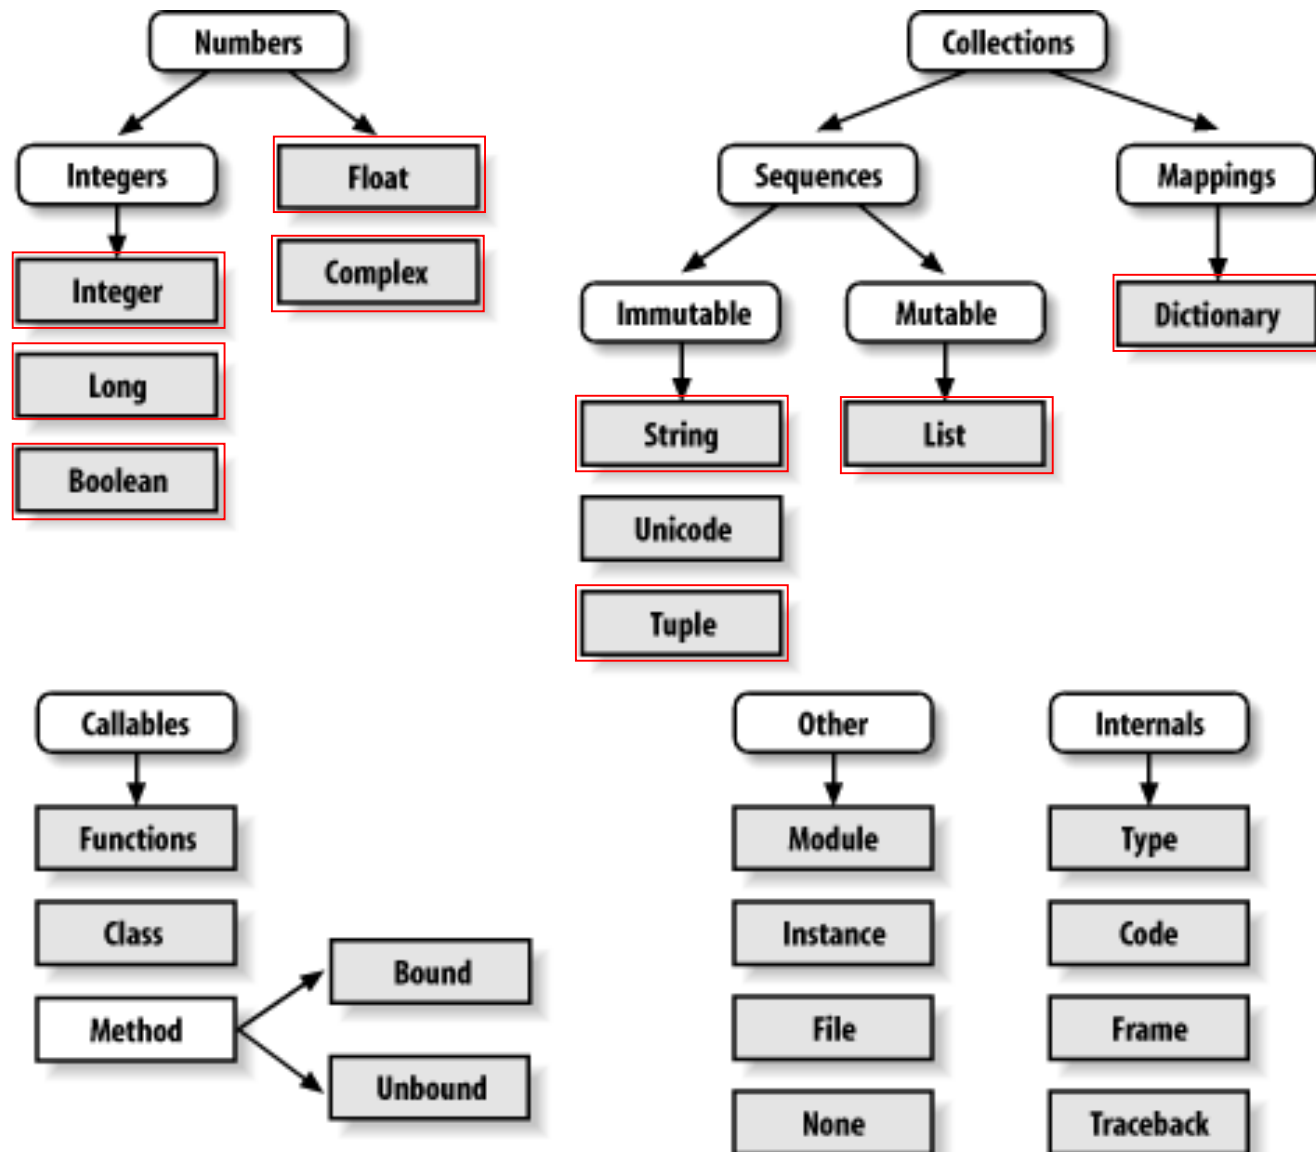 Numbers
Collections
Integers
Float
Sequences
Mappings
Complex
Integer
Immutable
Mutable
Dictionary
Long
String
List
Boolean
Unicode
Tuple
Callables
Other
Internals
Functions
Module
Type
Class
Instance
Code
Bound
Method
File
Frame
Unbound
None
Traceback